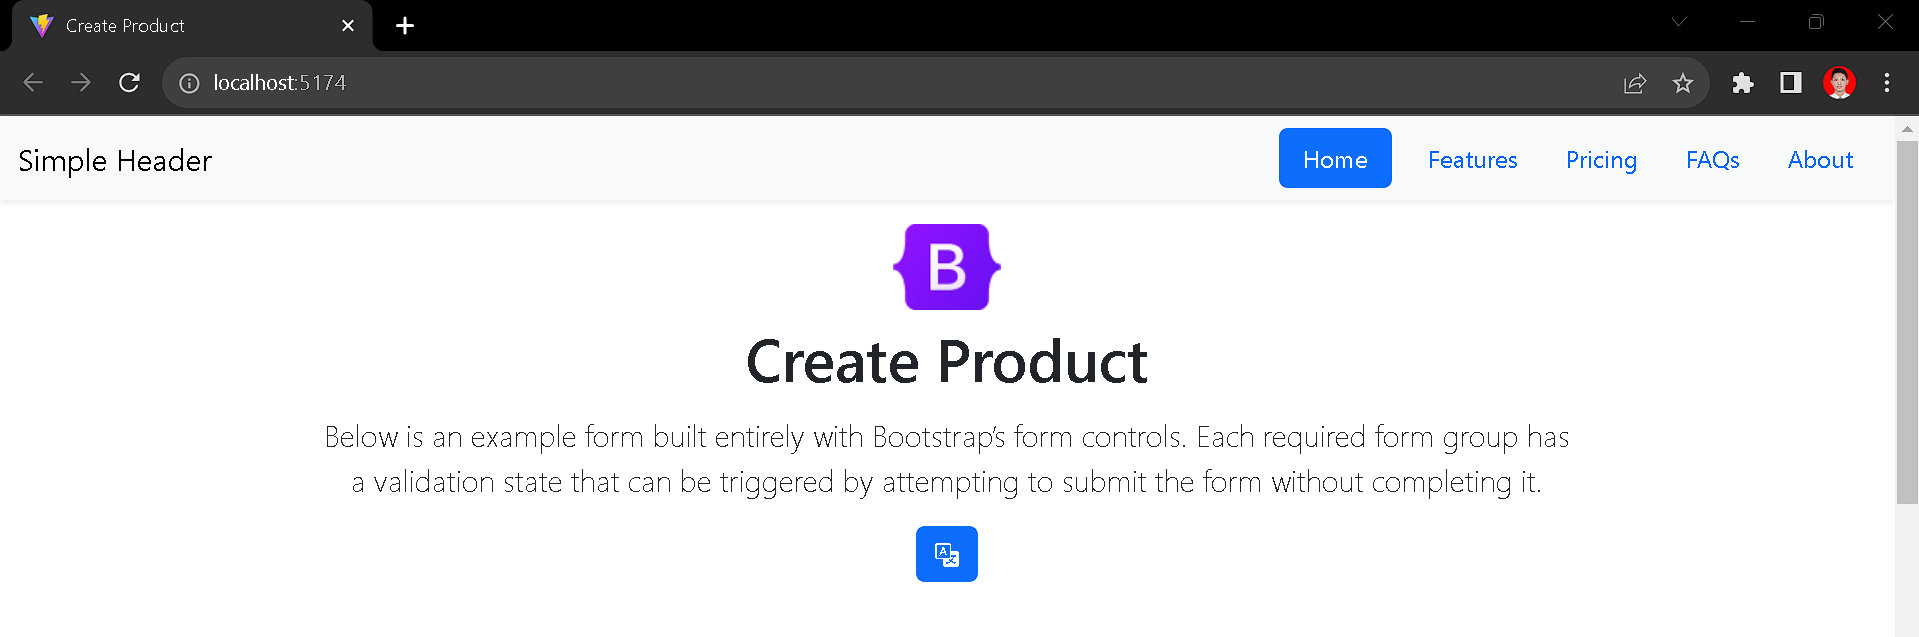 Create Product
localhost:5174
Simple Header
Home Features Pricing FAQs About
B
Create Product
Below is an example form built entirely with Bootstrap’s form controls. Each required form group has
a validation state that can be triggered by attempting to submit the form without completing it.
A 文